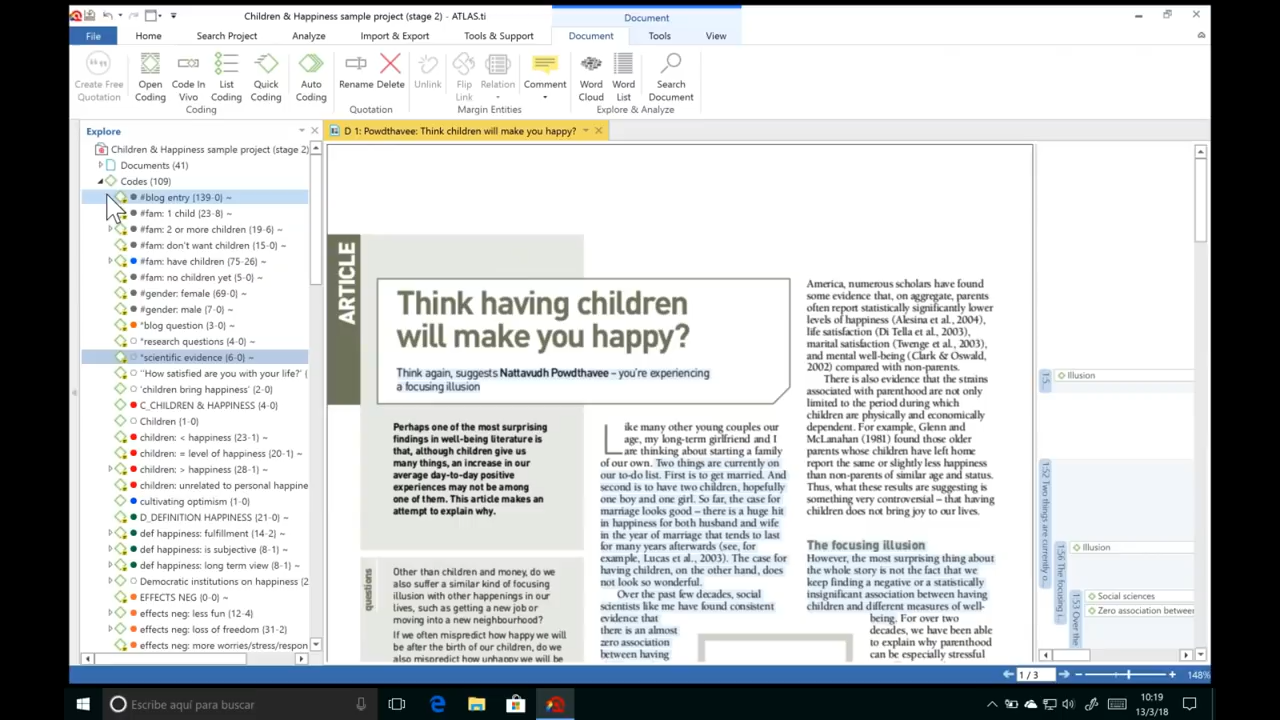 Children & Happiness sample project (stage 2) - ATLAS.ti
Document
File
Home
Search Project
Analyze
Import & Export
Tools & Support
Document
Tools
View
Create Free
Quotation
Open
Coding
Code In
Vivo
List
Coding
Quick
Coding
Auto
Coding
Rename
Delete
Unlink
Flip
Link
Relation
Comment
Word
Cloud
Word
List
Search
Document
Coding
Quotation
Margin Entities
Explore & Analyze
Explore
D 1: Powdthavee: Think children will make you happy?
Children & Happiness sample project (stage 2)
Documents (41)
Codes (109)
#blog entry (139-0) ~
#fam: 1 child (23-8) ~
#fam: 2 or more children (19-6) ~
#fam: don't want children (15-0) ~
#fam: have children (75-26) ~
#fam: no children yet (5-0) ~
#gender: female (69-0) ~
#gender: male (7-0) ~
*blog question (3-0) ~
*research questions (4-0) ~
*scientific evidence (6-0) ~
"How satisfied are you with your life?" (
'children bring happiness' (2-0)
C_CHILDREN & HAPPINESS (4-0)
Children (1-0)
children: < happiness (23-1) ~
children: = level of happiness (20-1) ~
children: > happiness (28-1) ~
children: unrelated to personal happine
cultivating optimism (1-0)
D_DEFINITION HAPPINESS (21-0) ~
def happiness: fulfillment (14-2) ~
def happiness: is subjective (8-1) ~
def happiness: long term view (8-1) ~
Democratic institutions on happiness (2
EFFECTS NEG (0-0) ~
effects neg: less fun (12-4)
effects neg: loss of freedom (31-2) ~
effects neg: more worries/stress/respon
ARTICLE
Think having children
will make you happy?
Think again, suggests Nattavudh Powdthavee – you're experiencing
a focusing illusion
Perhaps one of the most surprising
findings in well-being literature is
that, although children give us
many things, an increase in our
average day-to-day positive
experiences may not be among
one of them. This article makes an
attempt to explain why.
questions
Other than children and money, do we
also suffer a similar kind of focusing
illusion with other happenings in our
lives, such as getting a new job or
moving into a new neighbourhood?
If we often mispredict how happy we will
be after the birth of our children, do we
also mispredict how unhappy we will be
Like many other young couples our
age, my long-term girlfriend and I
are thinking about starting a family
of our own. Two things are currently on
our to-do list. First is to get married. And
second is to have two children, hopefully
one boy and one girl. So far, the case for
marriage looks good – there is a huge hit
in happiness for both husband and wife
in the year of marriage that tends to last
for many years afterwards (see, for
example, Lucas et al., 2003). The case for
having children, on the other hand, does
not look so wonderful.
Over the past few decades, social
scientists like me have found consistent
evidence that
there is an almost
zero association
between having
America, numerous scholars have found
some evidence that, on aggregate, parents
often report statistically significantly lower
levels of happiness (Alesina et al., 2004),
life satisfaction (Di Tella et al., 2003),
marital satisfaction (Twenge et al., 2003),
and mental well-being (Clark & Oswald,
2002) compared with non-parents.
There is also evidence that the strains
associated with parenthood are not only
limited to the period during which
children are physically and economically
dependent. For example, Glenn and
McLanahan (1981) found those older
parents whose children have left home
report the same or slightly less happiness
than non-parents of similar age and status.
Thus, what these results are suggesting is
something very controversial – that having
children does not bring joy to our lives.
The focusing illusion
However, the most surprising thing about
the whole story is not the fact that we
keep finding a negative or a statistically
insignificant association between having
children and different measures of well-
being. For over two
decades, we have been able
to explain why parenthood
can be especially stressful
1:5...
Illusion
1:52 Two things are currently o...
Illusion
1:56 The focusing i
1:53 Over the
Social sciences
Zero association between
1 / 3
148%
Escribe aquí para buscar
10:19
13/3/18